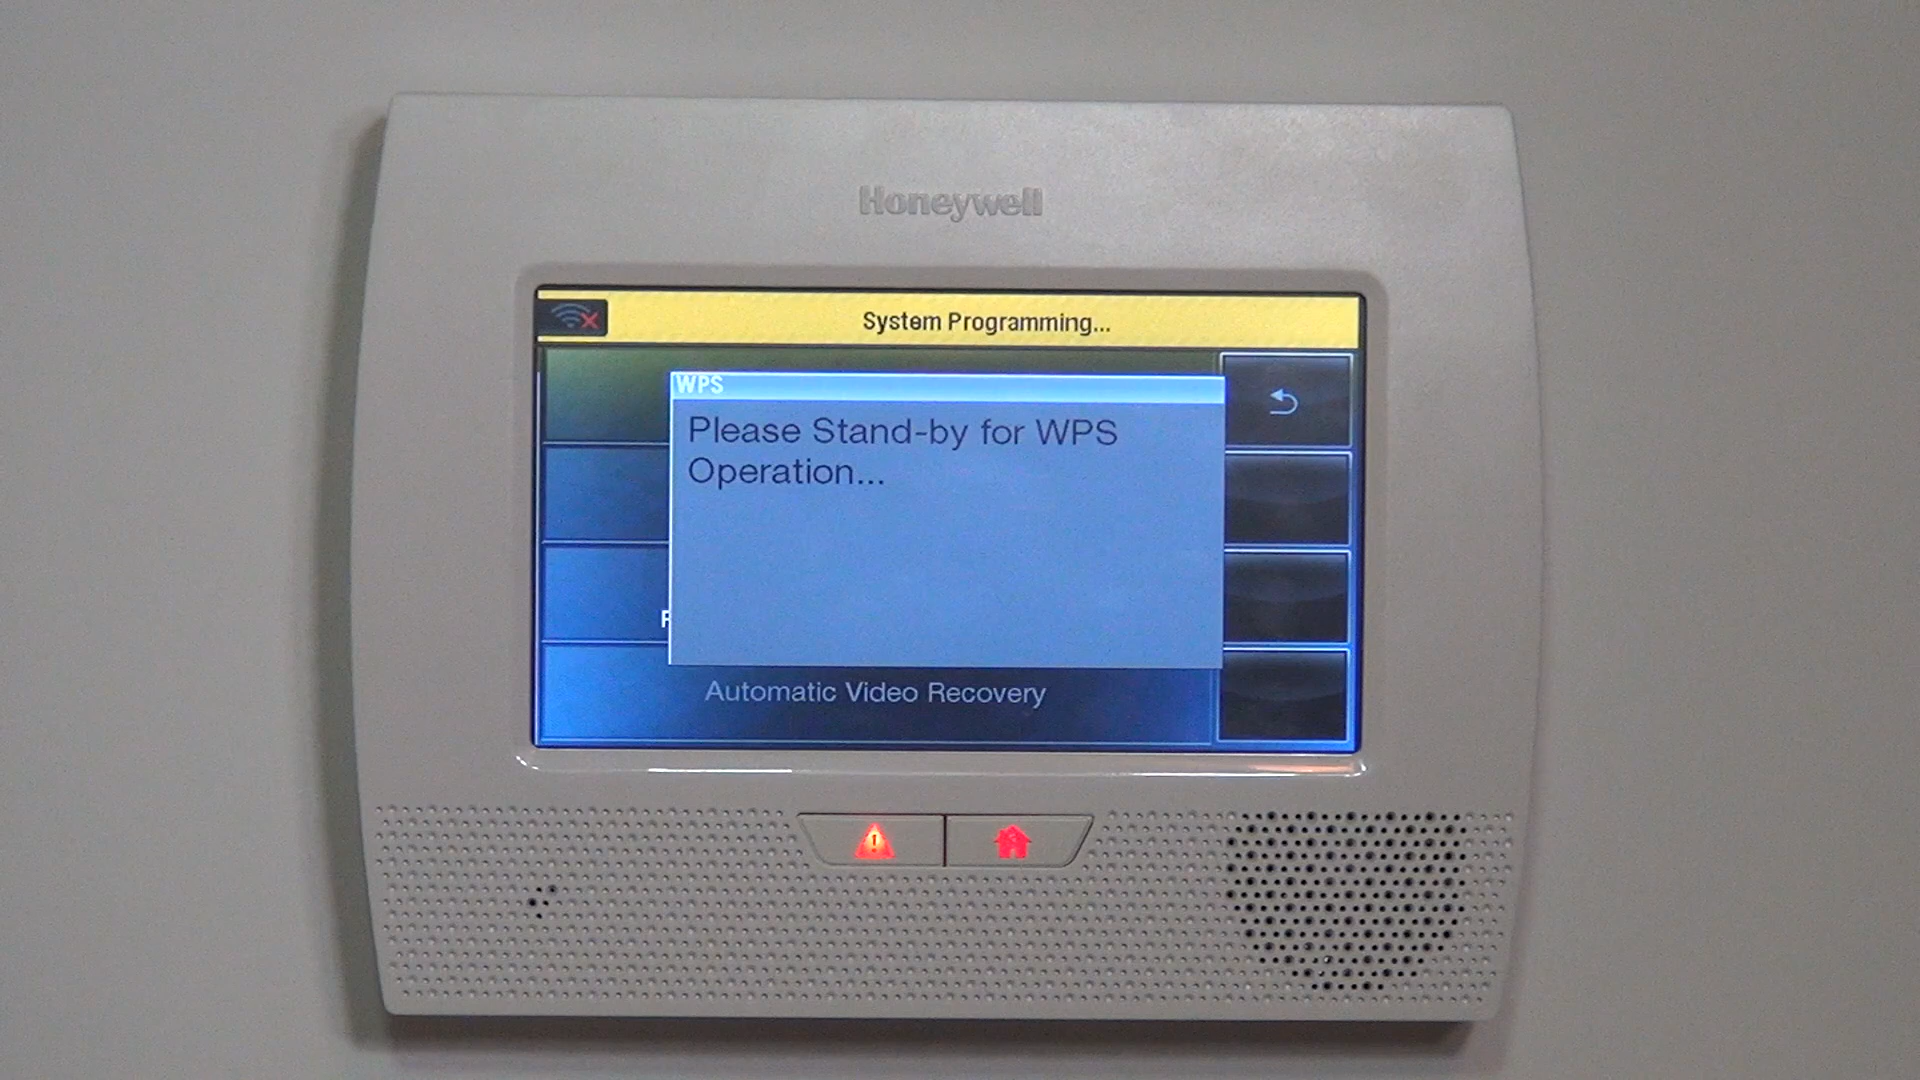 Honeywell
System Programming...
WPS
Please Stand-by for WPS
Operation...
Automatic Video Recovery